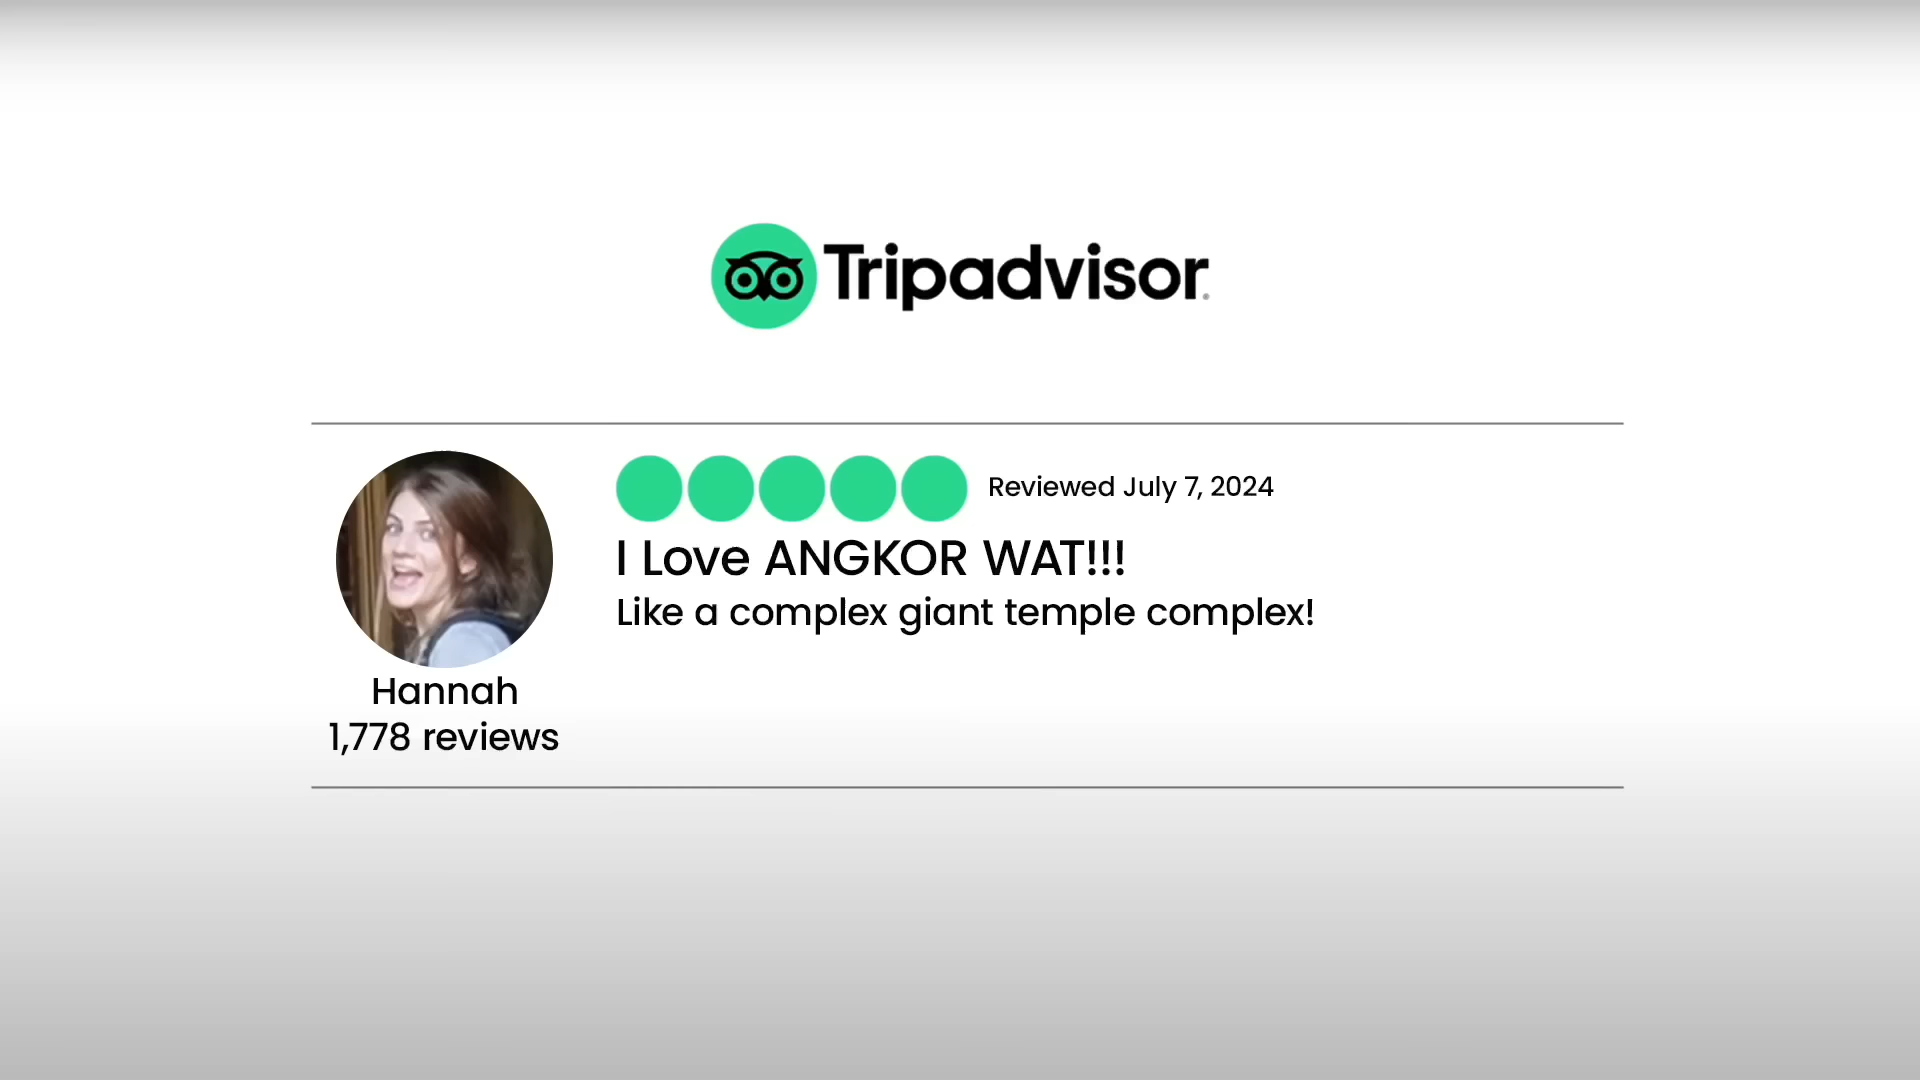 Tripadvisor
Reviewed July 7, 2024
I Love ANGKOR WAT!!!
Like a complex giant temple complex!
Hannah
1,778 reviews